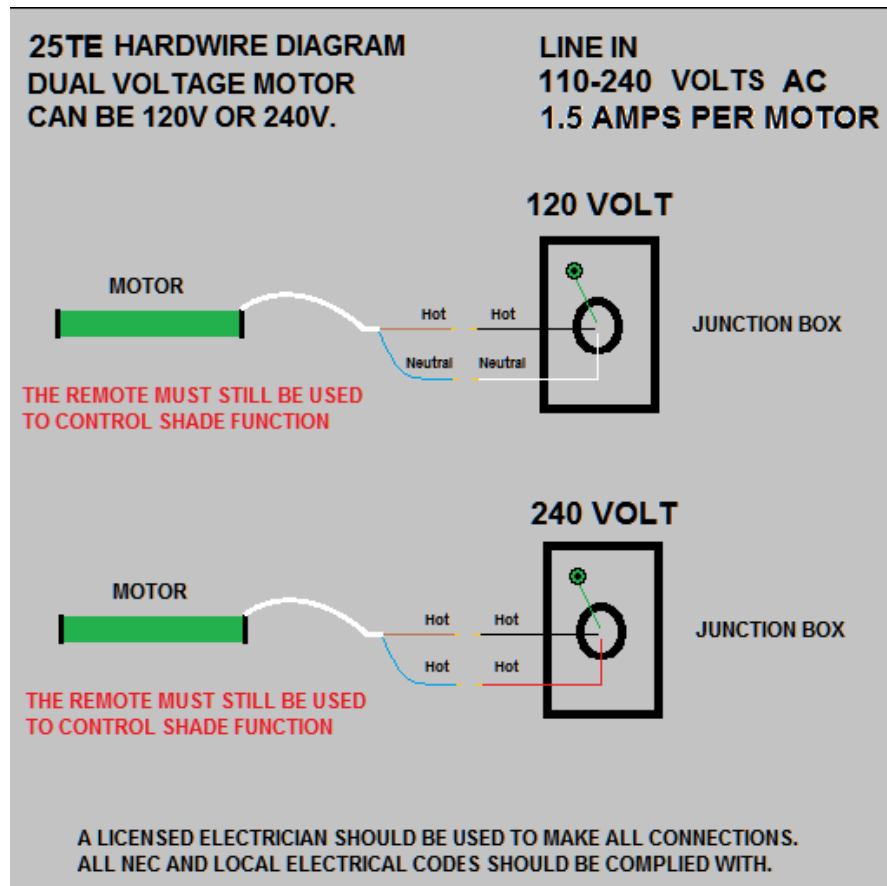 25TE HARDWIRE DIAGRAM
DUAL VOLTAGE MOTOR
CAN BE 120V OR 240V.
LINE IN
110-240 VOLTS AC
1.5 AMPS PER MOTOR
120 VOLT
MOTOR
Hot Hot
JUNCTION BOX
Neutral Neutral
THE REMOTE MUST STILL BE USED
TO CONTROL SHADE FUNCTION
240 VOLT
MOTOR
Hot Hot
JUNCTION BOX
Hot Hot
THE REMOTE MUST STILL BE USED
TO CONTROL SHADE FUNCTION
A LICENSED ELECTRICIAN SHOULD BE USED TO MAKE ALL CONNECTIONS.
ALL NEC AND LOCAL ELECTRICAL CODES SHOULD BE COMPLIED WITH.